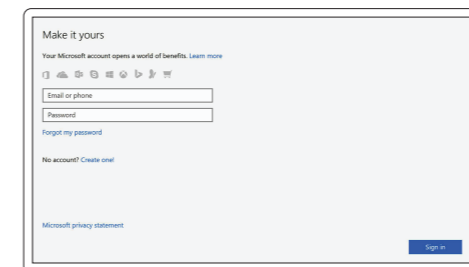 Make it yours
Your Microsoft account opens a world of benefits. Learn more
Email or phone
Password
Forgot my password
No account? Create one!
Microsoft privacy statement
Sign in